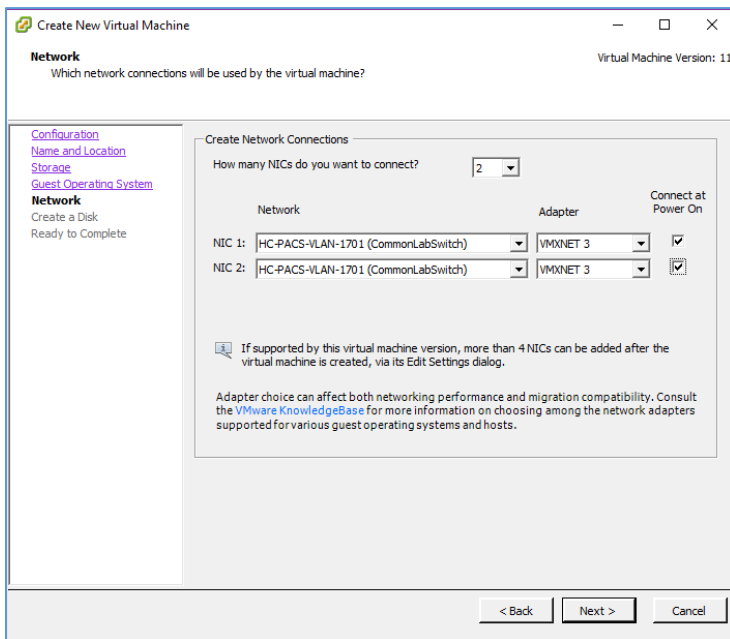 Create New Virtual Machine
Network
Which network connections will be used by the virtual machine?
Virtual Machine Version: 11
Configuration
Name and Location
Storage
Guest Operating System
Network
Create a Disk
Ready to Complete
Create Network Connections
How many NICs do you want to connect?
2
Network
Adapter
Connect at
Power On
NIC 1:
HC-PACS-VLAN-1701 (CommonLabSwitch)
VMXNET 3
NIC 2:
HC-PACS-VLAN-1701 (CommonLabSwitch)
VMXNET 3
If supported by this virtual machine version, more than 4 NICs can be added after the
virtual machine is created, via its Edit Settings dialog.
Adapter choice can affect both networking performance and migration compatibility. Consult
the VMware KnowledgeBase for more information on choosing among the network adapters
supported for various guest operating systems and hosts.
< Back
Next >
Cancel